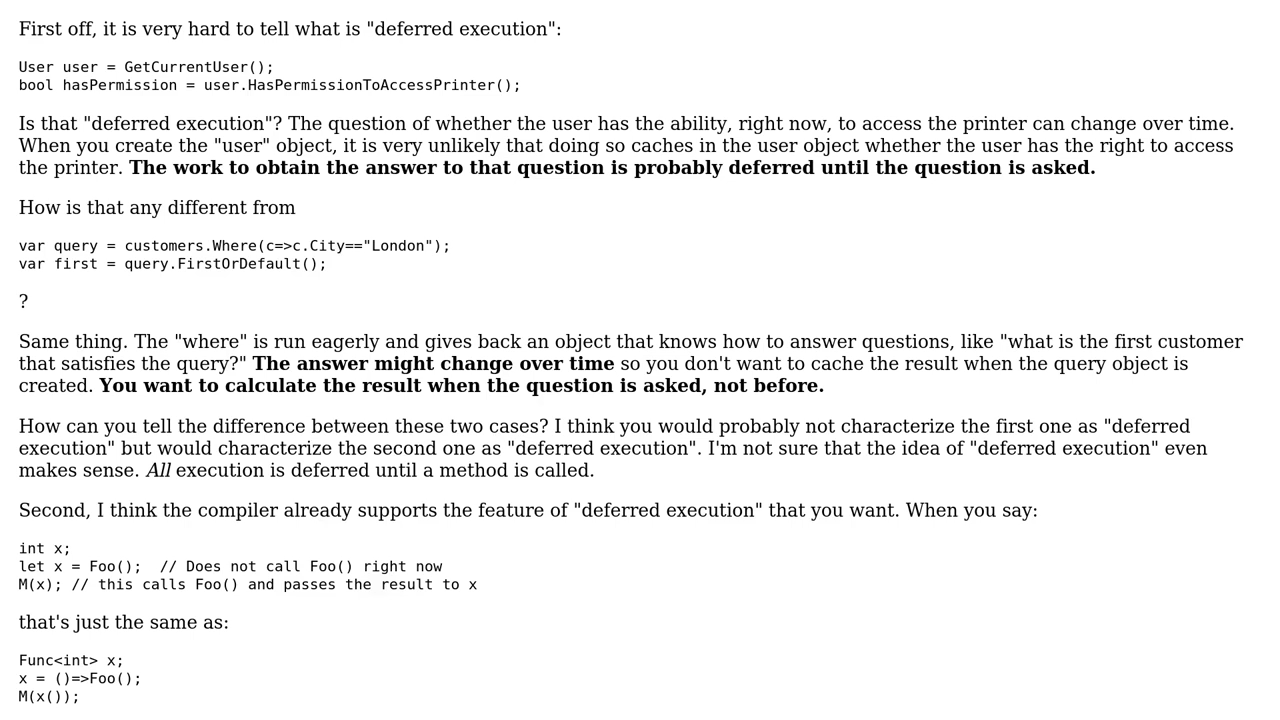 First off, it is very hard to tell what is "deferred execution":
User user = GetCurrentUser();
bool hasPermission = user.HasPermissionToAccessPrinter();
Is that "deferred execution"? The question of whether the user has the ability, right now, to access the printer can change over time.
When you create the "user" object, it is very unlikely that doing so caches in the user object whether the user has the right to access
the printer. The work to obtain the answer to that question is probably deferred until the question is asked.
How is that any different from
var query = customers.Where(c=>c.City=="London");
var first = query.FirstOrDefault();
?
Same thing. The "where" is run eagerly and gives back an object that knows how to answer questions, like "what is the first customer
that satisfies the query?" The answer might change over time so you don't want to cache the result when the query object is
created. You want to calculate the result when the question is asked, not before.
How can you tell the difference between these two cases? I think you would probably not characterize the first one as "deferred
execution" but would characterize the second one as "deferred execution". I'm not sure that the idea of "deferred execution" even
makes sense. All execution is deferred until a method is called.
Second, I think the compiler already supports the feature of "deferred execution" that you want. When you say:
int x;
let x = Foo();  // Does not call Foo() right now
M(x); // this calls Foo() and passes the result to x
that's just the same as:
Func<int> x;
x = ()=>Foo();
M(x());